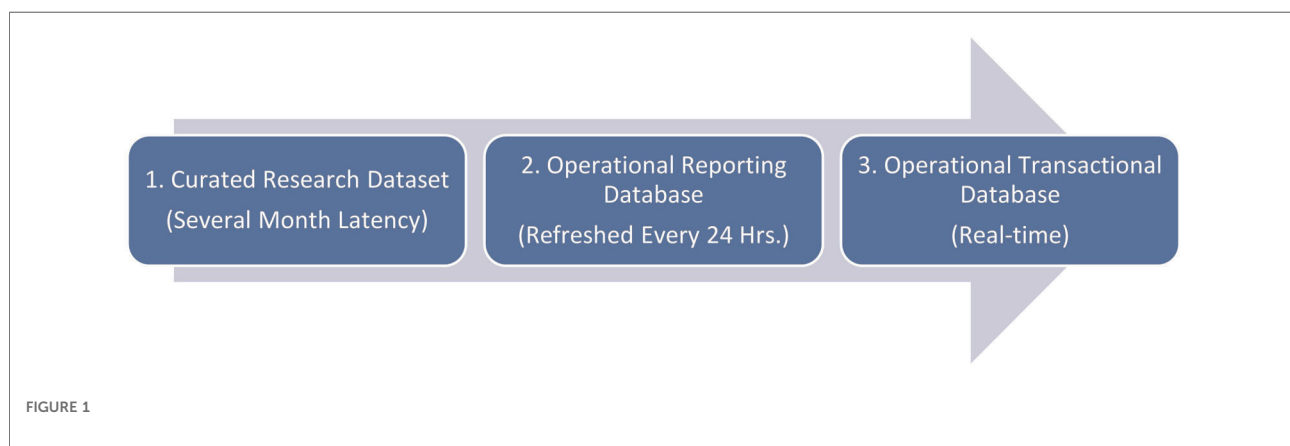 1. Curated Research Dataset
(Several Month Latency)
2. Operational Reporting
Database
(Refreshed Every 24 Hrs.)
3. Operational Transactional
Database
(Real-time)
FIGURE 1